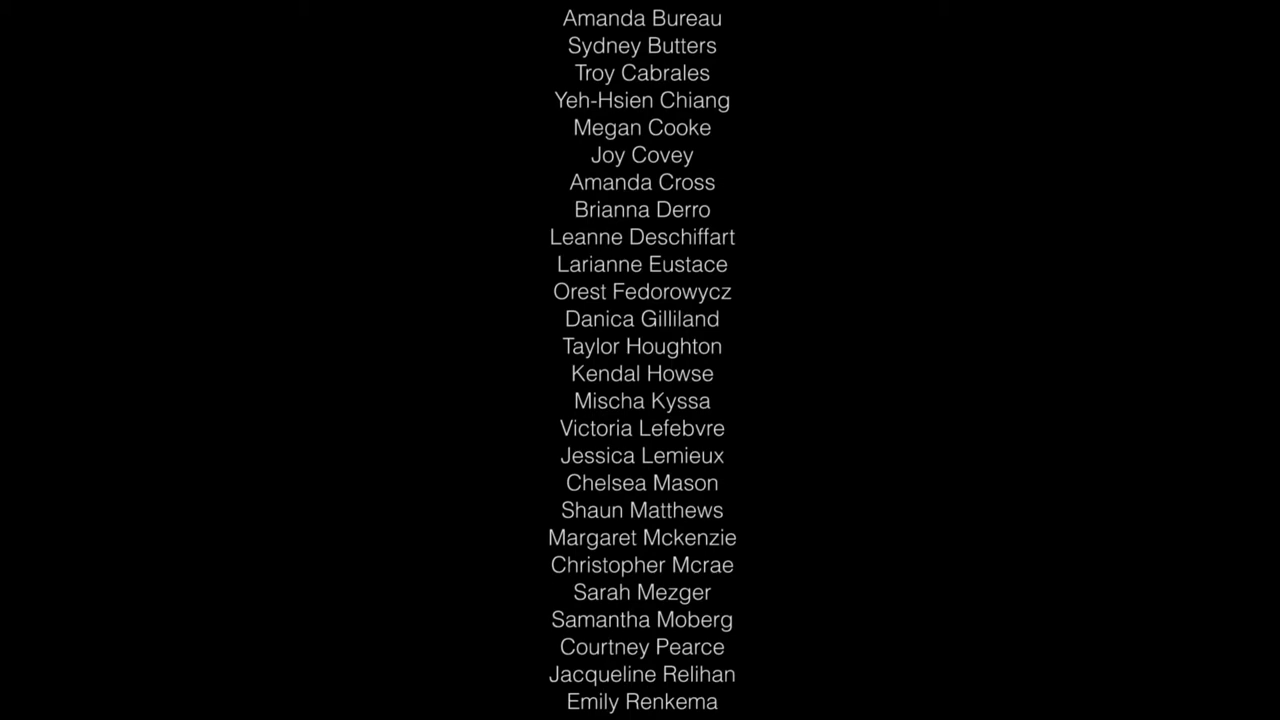 Amanda Bureau
Sydney Butters
Troy Cabrales
Yeh-Hsien Chiang
Megan Cooke
Joy Covey
Amanda Cross
Brianna Derro
Leanne Deschiffart
Larianne Eustace
Orest Fedorowycz
Danica Gilliland
Taylor Houghton
Kendal Howse
Mischa Kyssa
Victoria Lefebvre
Jessica Lemieux
Chelsea Mason
Shaun Matthews
Margaret Mckenzie
Christopher Mcrae
Sarah Mezger
Samantha Moberg
Courtney Pearce
Jacqueline Relihan
Emily Renkema